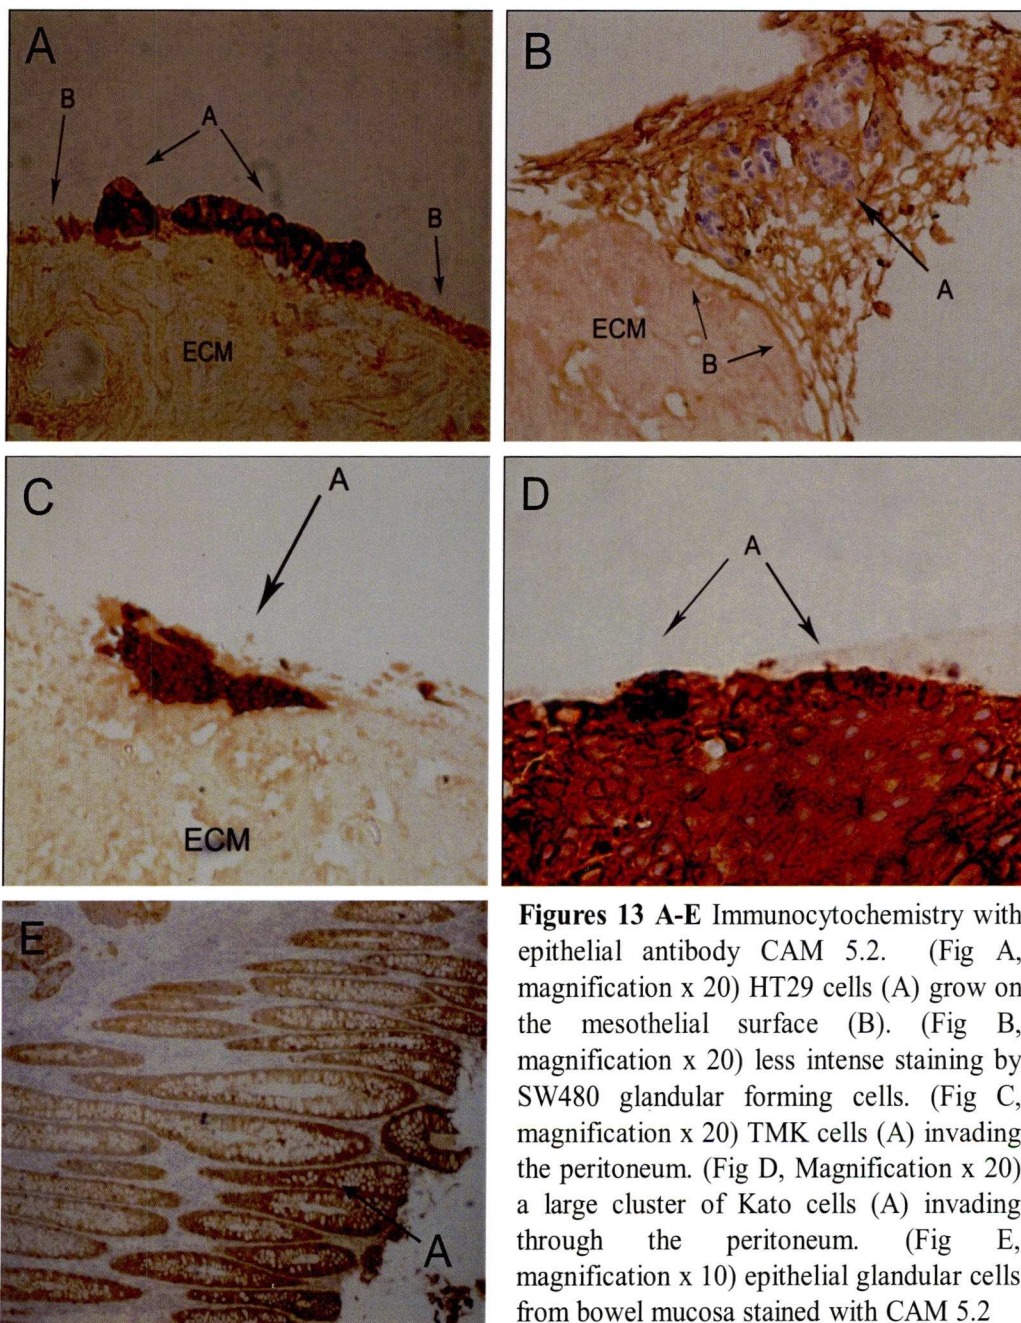 A
B
A
B
ECM
B
ECM
B
A
C
A
ECM
D
A
E
A
Figures 13 A-E Immunocytochemistry with
epithelial antibody CAM 5.2. (Fig A,
magnification x 20) HT29 cells (A) grow on
the mesothelial surface (B). (Fig B,
magnification x 20) less intense staining by
SW480 glandular forming cells. (Fig C,
magnification x 20) TMK cells (A) invading
the peritoneum. (Fig D, Magnification x 20)
a large cluster of Kato cells (A) invading
through the peritoneum. (Fig E,
magnification x 10) epithelial glandular cells
from bowel mucosa stained with CAM 5.2